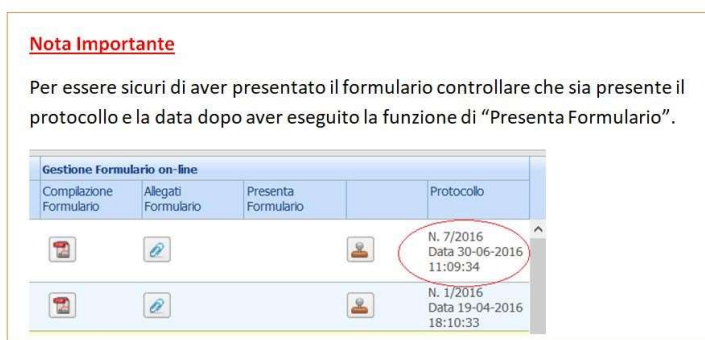 Nota Importante
Per essere sicuri di aver presentato il formulario controllare che sia presente il
protocollo e la data dopo aver eseguito la funzione di “Presenta Formulario”.
Gestione Formulario on-line
Compilazione Formulario
Allegati Formulario
Presenta Formulario
Protocollo
N. 7/2016
Data 30-06-2016
11:09:34
N. 1/2016
Data 19-04-2016
18:10:33